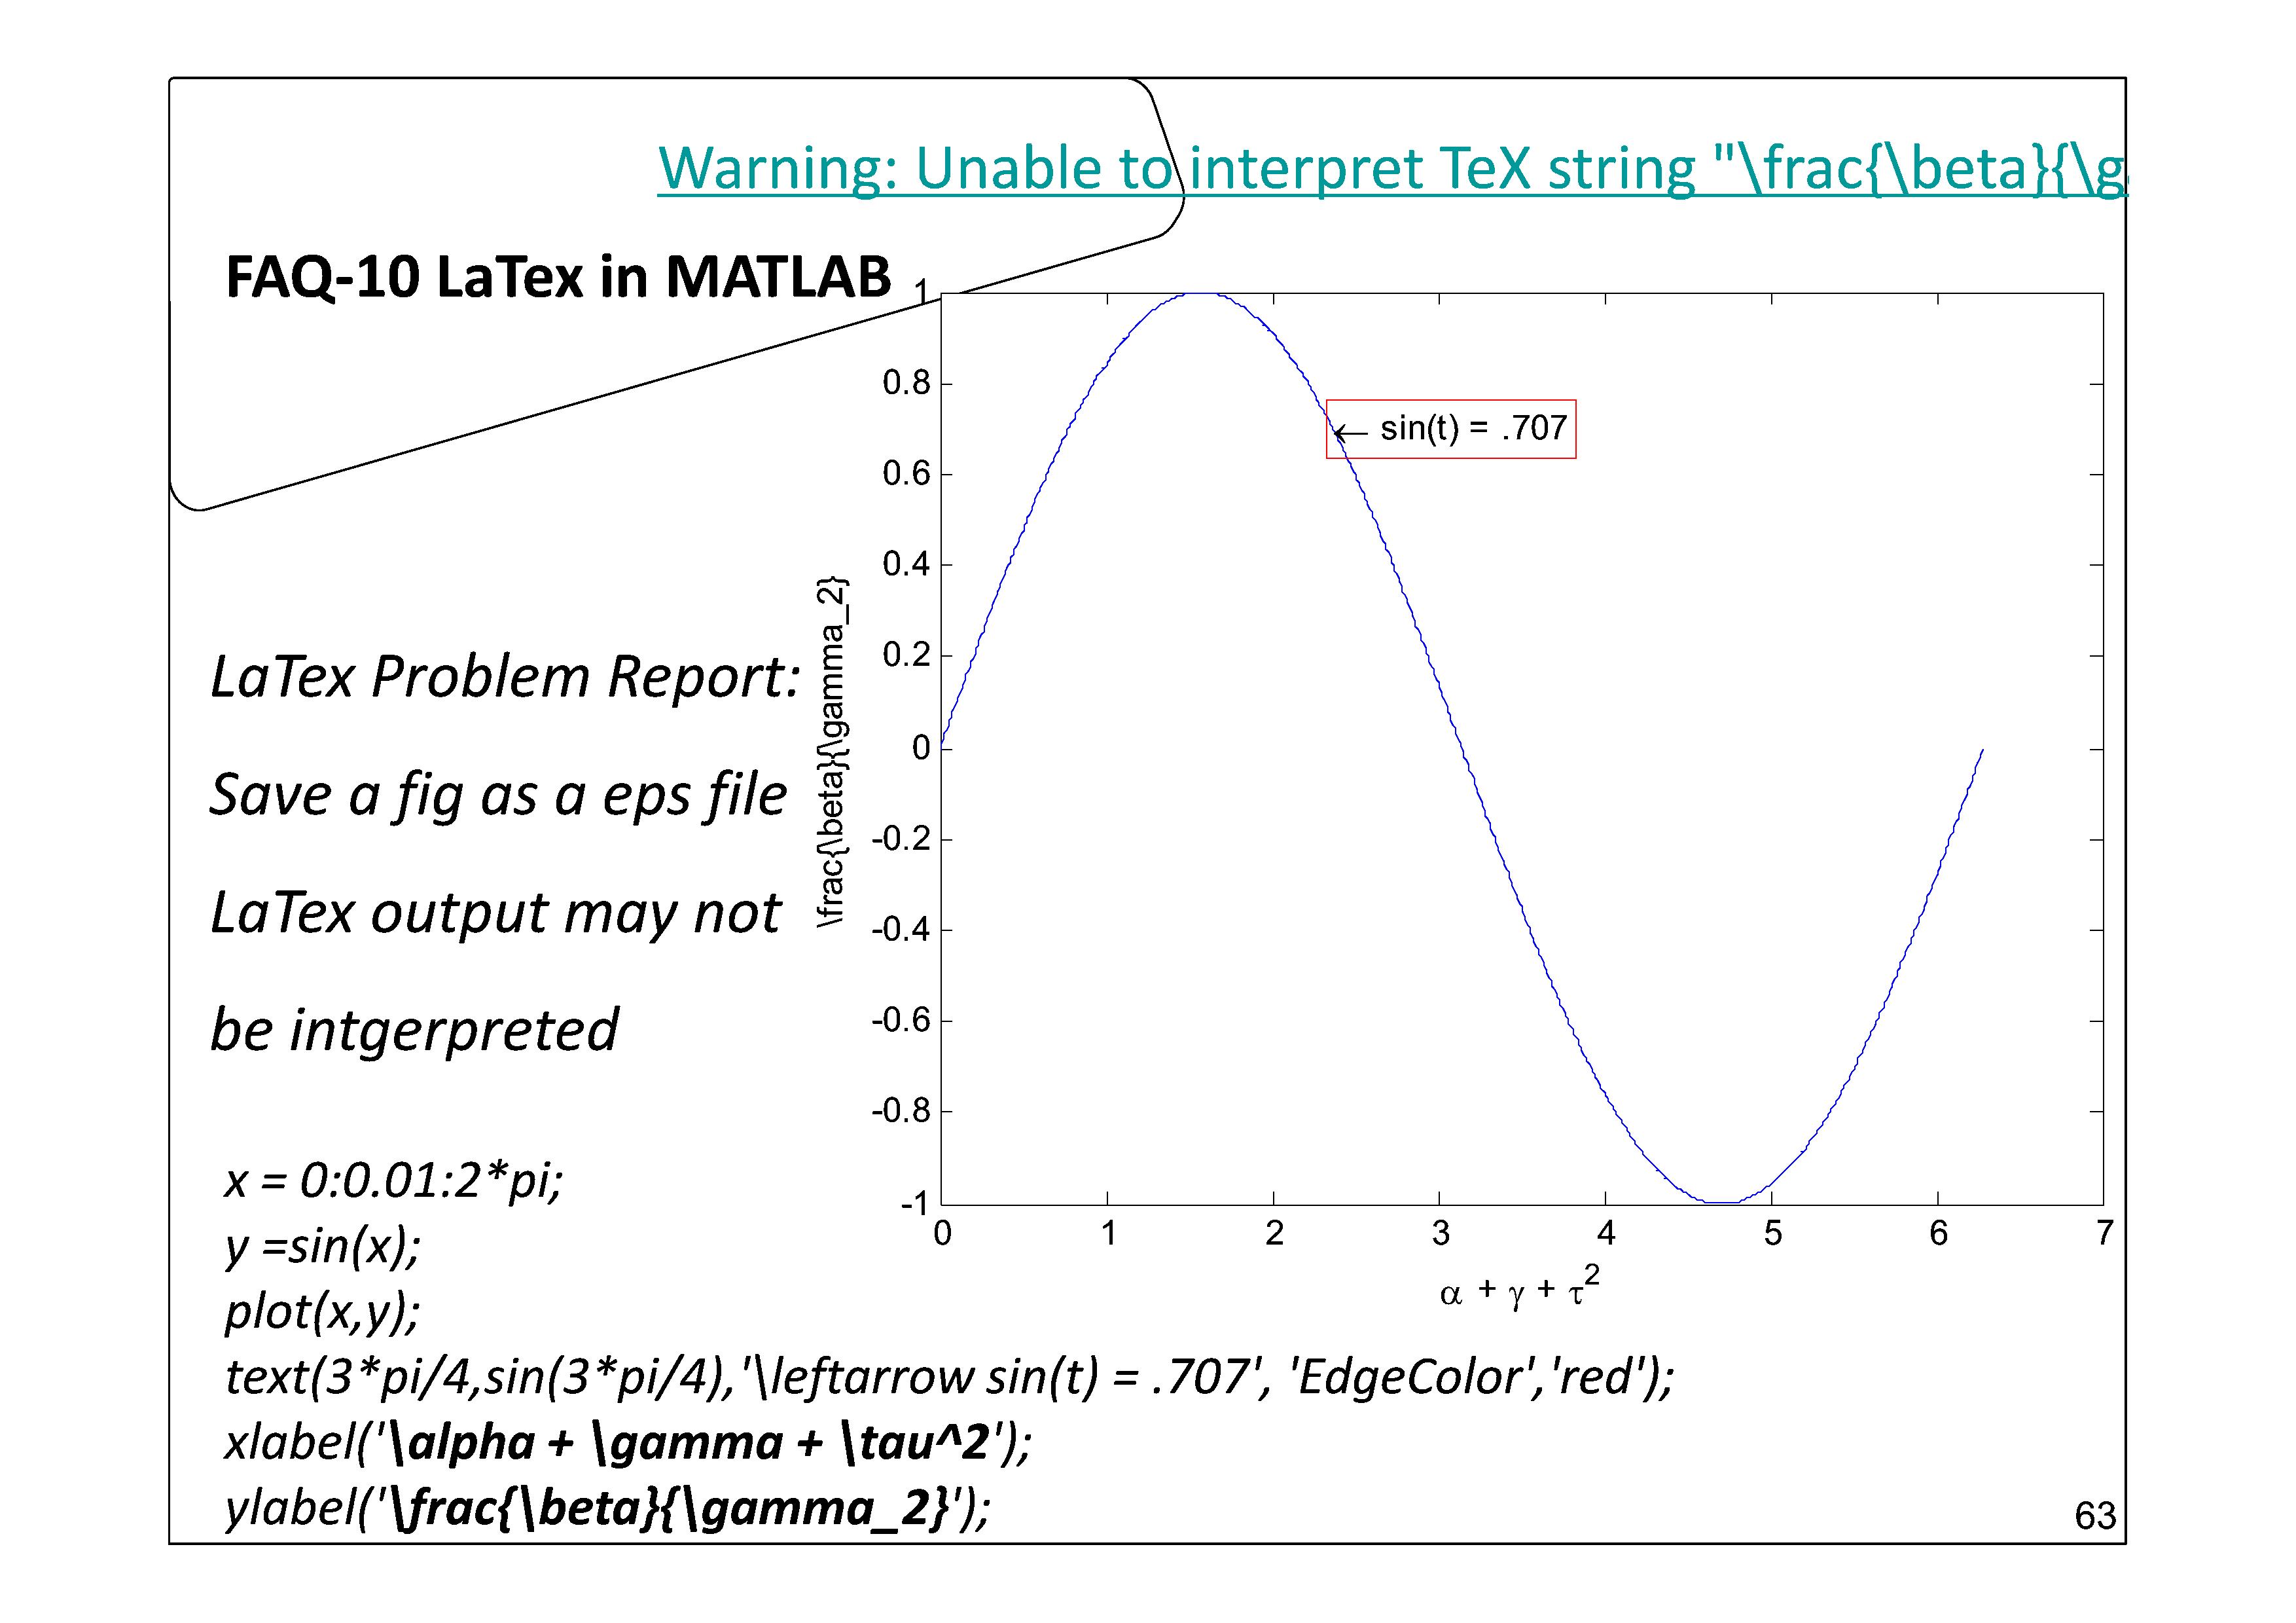 Warning: Unable to interpret TeX string "\frac{\beta}{\g
FAQ-10 LaTex in MATLAB
LaTex Problem Report:
Save a fig as a eps file
LaTex output may not
be intgerpreted
\frac{\beta}{\gamma_2}
1
0.8
0.6
0.4
0.2
0
-0.2
-0.4
-0.6
-0.8
-1
← sin(t) = .707
0 1 2 3 4 5 6 7
α + γ + τ²
x = 0:0.01:2*pi;
y =sin(x);
plot(x,y);
text(3*pi/4,sin(3*pi/4),'\leftarrow sin(t) = .707', 'EdgeColor','red');
xlabel('\alpha + \gamma + \tau^2');
ylabel('\frac{\beta}{\gamma_2}');
63